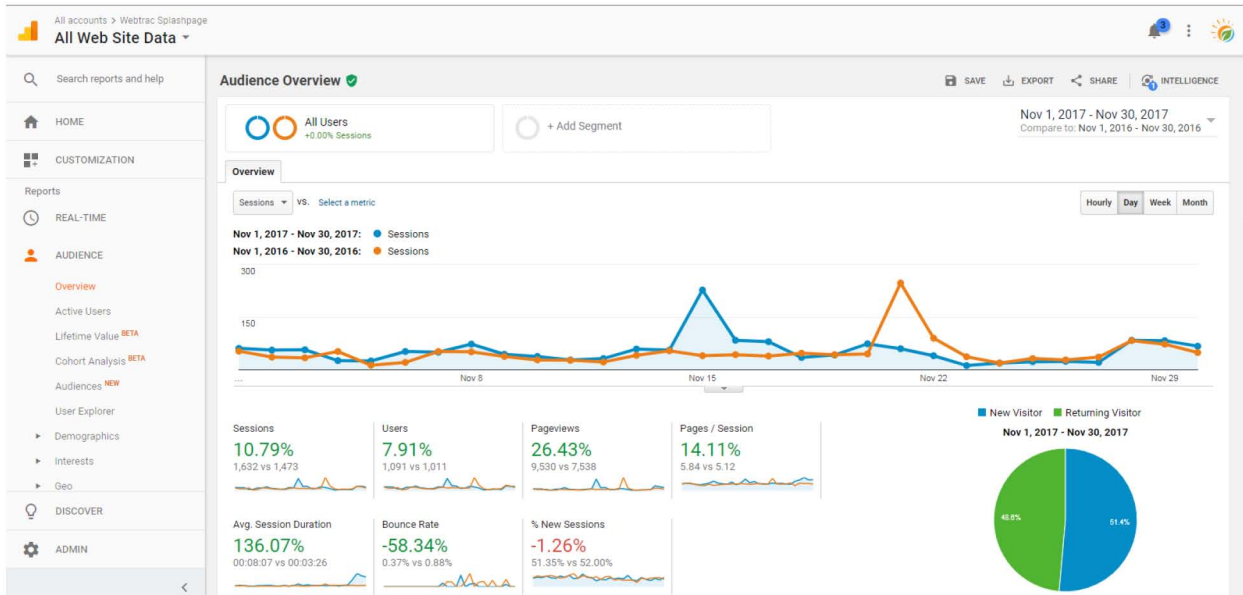 All accounts > Webtrac Splashpage
All Web Site Data
3
Search reports and help
HOME
CUSTOMIZATION
Reports
REAL-TIME
AUDIENCE
Overview
Active Users
Lifetime Value BETA
Cohort Analysis BETA
Audiences NEW
User Explorer
Demographics
Interests
Geo
DISCOVER
ADMIN
Audience Overview
SAVE
EXPORT
SHARE
1
INTELLIGENCE
All Users
+0.00% Sessions
+ Add Segment
Nov 1, 2017 - Nov 30, 2017
Compare to: Nov 1, 2016 - Nov 30, 2016
Overview
Sessions VS. Select a metric
Hourly Day Week Month
Nov 1, 2017 - Nov 30, 2017: Sessions
Nov 1, 2016 - Nov 30, 2016: Sessions
300
150
... Nov 8 Nov 15 Nov 22 Nov 29
Sessions
10.79%
1,632 vs 1,473
Users
7.91%
1,091 vs 1,011
Pageviews
26.43%
9,530 vs 7,538
Pages / Session
14.11%
5.84 vs 5.12
Avg. Session Duration
136.07%
00:08:07 vs 00:03:26
Bounce Rate
-58.34%
0.37% vs 0.88%
% New Sessions
-1.26%
51.35% vs 52.00%
New Visitor Returning Visitor
Nov 1, 2017 - Nov 30, 2017
48.6%
51.4%